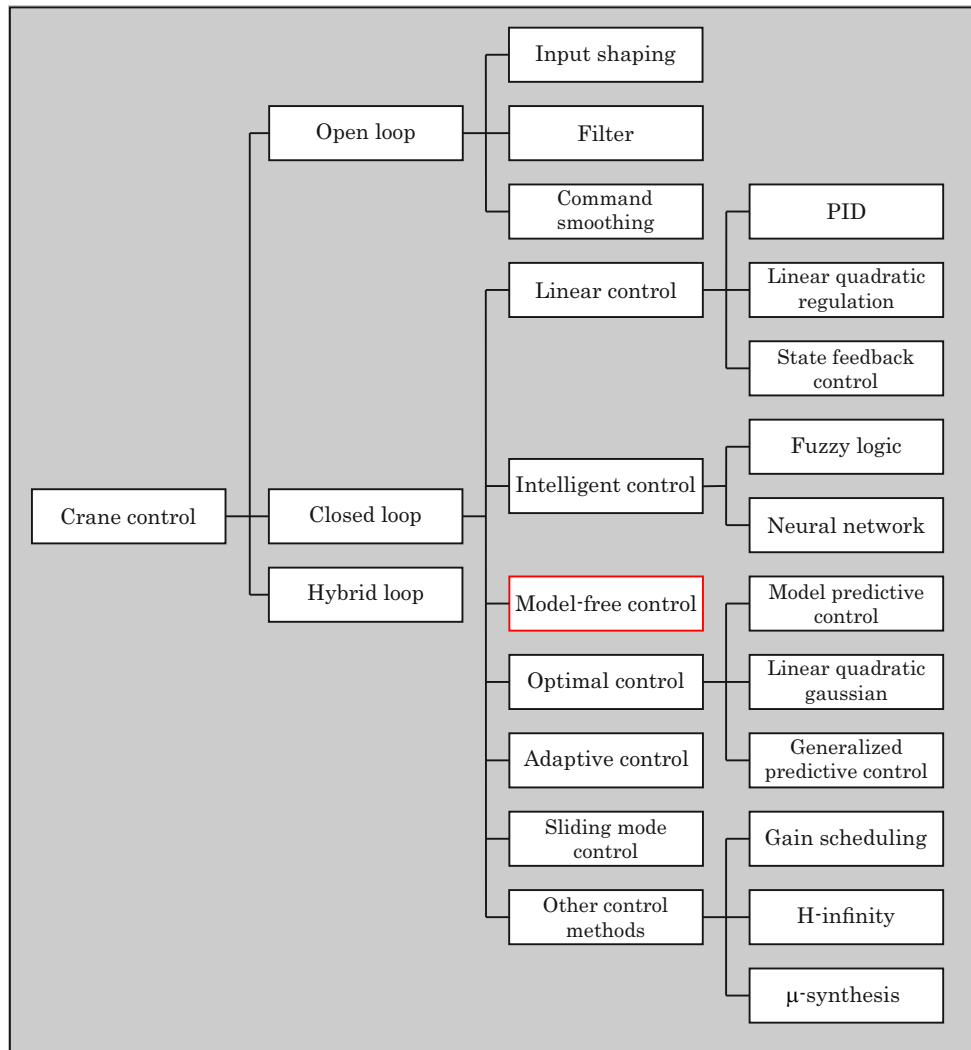 Input shaping
Open loop
Filter
Command
smoothing
PID
Linear control
Linear quadratic
regulation
State feedback
control
Fuzzy logic
Intelligent control
Crane control
Closed loop
Neural network
Hybrid loop
Model-free control
Model predictive
control
Optimal control
Linear quadratic
gaussian
Adaptive control
Generalized
predictive control
Sliding mode
control
Gain scheduling
Other control
methods
H-infinity
μ-synthesis